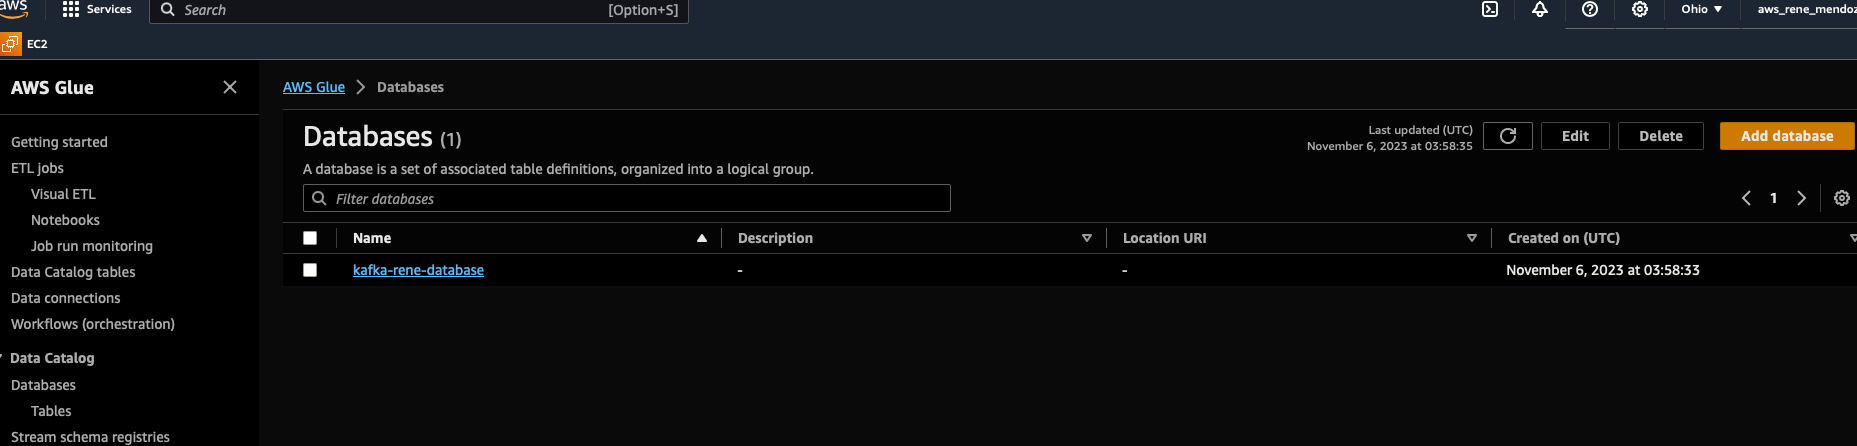 aws
Services
Search
[Option+S]
Ohio
EC2
AWS Glue
Getting started
ETL jobs
Visual ETL
Notebooks
Job run monitoring
Data Catalog tables
Data connections
Workflows (orchestration)
Data Catalog
Databases
Tables
Stream schema registries
AWS Glue > Databases
Databases (1)
A database is a set of associated table definitions, organized into a logical group.
Last updated (UTC)
November 6, 2023 at 03:58:35
Edit
Delete
Add database
Filter databases
1
Name
Description
Location URI
Created on (UTC)
kafka-rene-database
-
-
November 6, 2023 at 03:58:33